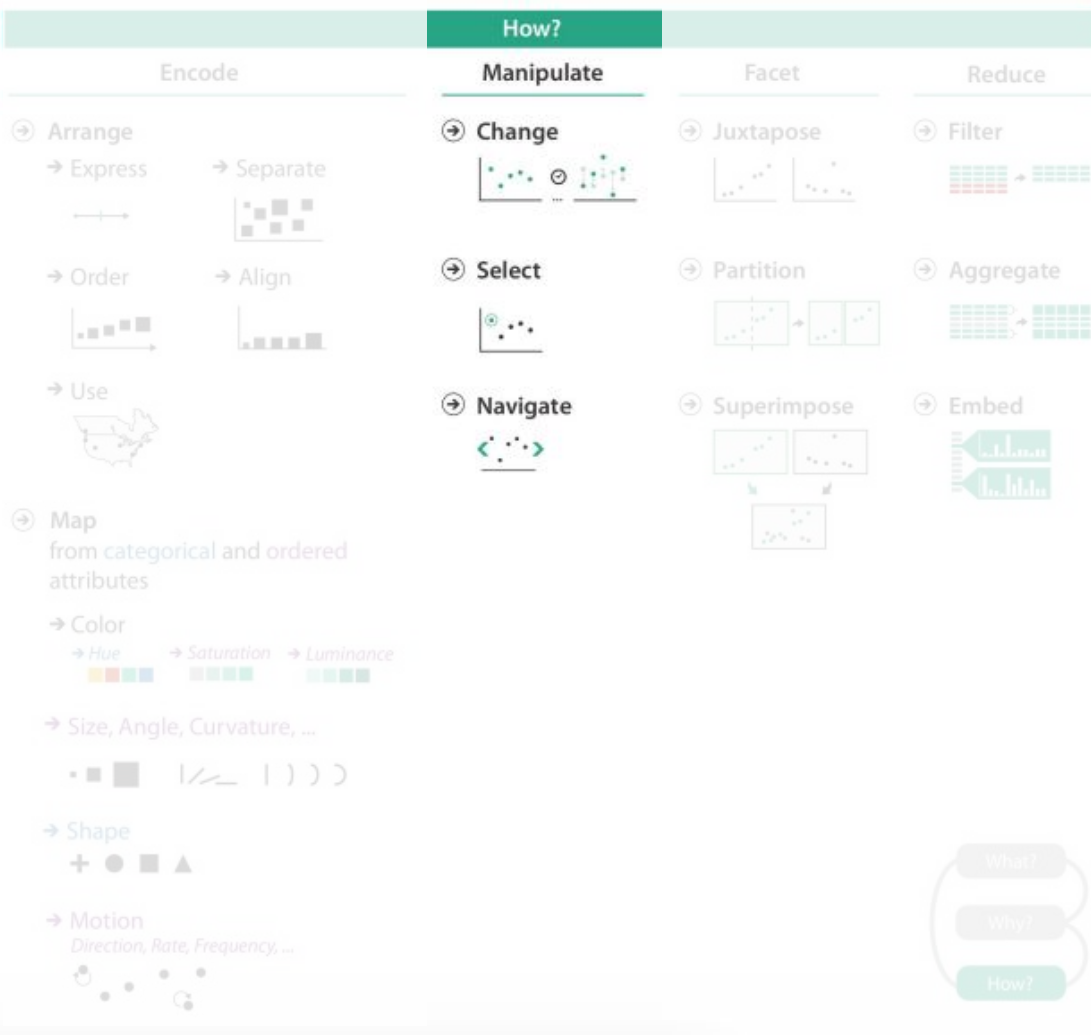 How?
Encode
Manipulate
Facet
Reduce
Arrange
Express
Separate
Order
Align
Use
Map
from categorical and ordered
attributes
Color
Hue
Saturation
Luminance
Size, Angle, Curvature, ...
Shape
Motion
Direction, Rate, Frequency, ...
Change
...
Select
Navigate
Juxtapose
Partition
Superimpose
Filter
Aggregate
Embed
What?
Why?
How?